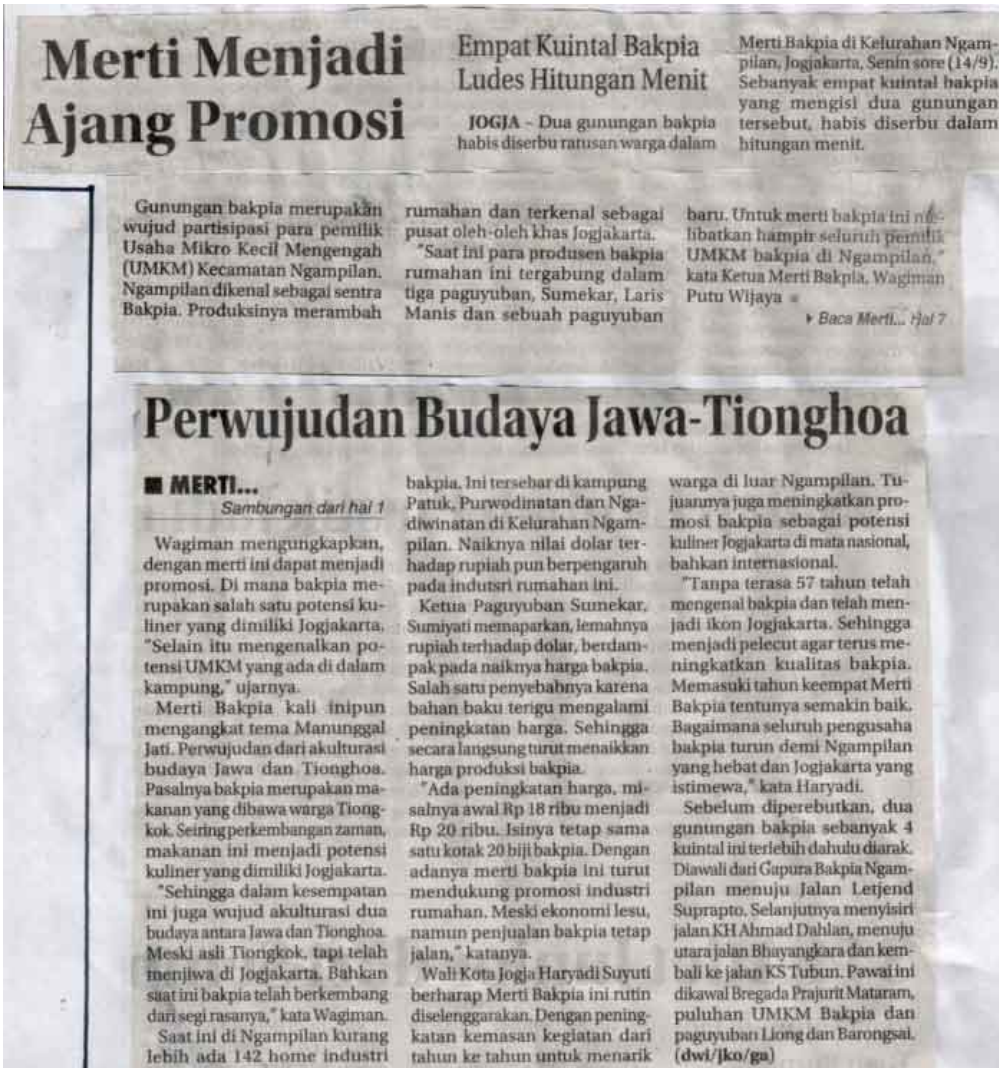 Merti Menjadi
Ajang Promosi
Empat Kuintal Bakpia
Ludes Hitungan Menit
JOGJA – Dua gunungan bakpia
habis diserbu ratusan warga dalam
Merti Bakpia di Kelurahan Ngam-
pilan, Jogjakarta, Senin sore (14/9).
Sebanyak empat kuintal bakpia
yang mengisi dua gunungan
tersebut, habis diserbu dalam
hitungan menit.
Gunungan bakpia merupakan
wujud partisipasi para pemilik
Usaha Mikro Kecil Mengengah
(UMKM) Kecamatan Ngampilan.
Ngampilan dikenal sebagai sentra
Bakpia. Produksinya merambah
rumahan dan terkenal sebagai
pusat oleh-oleh khas Jogjakarta.
"Saat ini para produsen bakpia
rumahan ini tergabung dalam
tiga paguyuban, Sumekar, Laris
Manis dan sebuah paguyuban
baru. Untuk merti bakpia ini me-
libatkan hampir seluruh pemilik
UMKM bakpia di Ngampilan,"
kata Ketua Merti Bakpia, Wagiman
Putu Wijaya
Baca Merti... Hal 7
Perwujudan Budaya Jawa-Tionghoa
MERTI...
Sambungan dari hal 1
Wagiman mengungkapkan,
dengan merti ini dapat menjadi
promosi. Di mana bakpia me-
rupakan salah satu potensi ku-
liner yang dimiliki Jogjakarta.
"Selain itu mengenalkan po-
tensi UMKM yang ada di dalam
kampung," ujarnya.
Merti Bakpia kali inipun
mengangkat tema Manunggal
Jati. Perwujudan dari akulturasi
budaya Jawa dan Tionghoa.
Pasalnya bakpia merupakan ma-
kanan yang dibawa warga Tiong-
kok. Seiring perkembangan zaman,
makanan ini menjadi potensi
kuliner yang dimiliki Jogjakarta.
"Sehingga dalam kesempatan
ini juga wujud akulturasi dua
budaya antara Jawa dan Tionghoa.
Meski asli Tiongkok, tapi telah
menjiwa di Jogjakarta. Bahkan
saat ini bakpia telah berkembang
dari segi rasanya," kata Wagiman.
Saat ini di Ngampilan kurang
lebih ada 142 home industri
bakpia. Ini tersebar di kampung
Patuk, Purwodinatan dan Nga-
diwinatan di Kelurahan Ngam-
pilan. Naiknya nilai dolar ter-
hadap rupiah pun berpengaruh
pada indutsri rumahan ini.
Ketua Paguyuban Sumekar,
Sumiyati memaparkan, lemahnya
rupiah terhadap dolar, berdam-
pak pada naiknya harga bakpia.
Salah satu penyebahnya karena
bahan baku terigu mengalami
peningkatan harga. Sehingga
secara langsung turut menaikkan
harga produksi bakpia.
"Ada peningkatan harga, mi-
salnya awal Rp 18 ribu menjadi
Rp 20 ribu. Isinya tetap sama
satu kotak 20 biji bakpia. Dengan
adanya merti bakpia ini turut
mendukung promosi industri
rumahan. Meski ekonomi lesu,
namun penjualan bakpia tetap
jalan," katanya.
Wali Kota Jogja Haryadi Suyuti
berharap Merti Bakpia ini rutin
diselenggarakan. Dengan pening-
katan kemasan kegiatan dari
tahun ke tahun untuk menarik
warga di luar Ngampilan. Tu-
juannya juga meningkatkan pro-
mosi bakpia sebagai potensi
kuliner Jogjakarta di mata nasional,
bahkan internasional.
"Tanpa terasa 57 tahun telah
mengenal bakpia dan telah men-
jadi ikon Jogjakarta. Sehingga
menjadi pelecut agar terus me-
ningkatkan kualitas bakpia.
Memasuki tahun keempat Merti
Bakpia tentunya semakin baik.
Bagaimana seluruh pengusaha
bakpia turun demi Ngampilan
yang hebat dan Jogjakarta yang
istimewa," kata Haryadi.
Sebelum diperebutkan, dua
gunungan bakpia sebanyak 4
kuintal ini terlebih dahulu diarak.
Diawali dari Gapura Bakpia Ngam-
pilan menuju Jalan Letjend
Suprapto. Selanjutnya menyisiri
jalan KH Ahmad Dahlan, menuju
utara jalan Bhayangkara dan kem-
bali ke jalan KS Tubun. Pawai ini
dikawal Bregada Prajurit Mataram,
puluhan UMKM Bakpia dan
paguyuban Liong dan Barongsai.
(dwi/jko/ga)